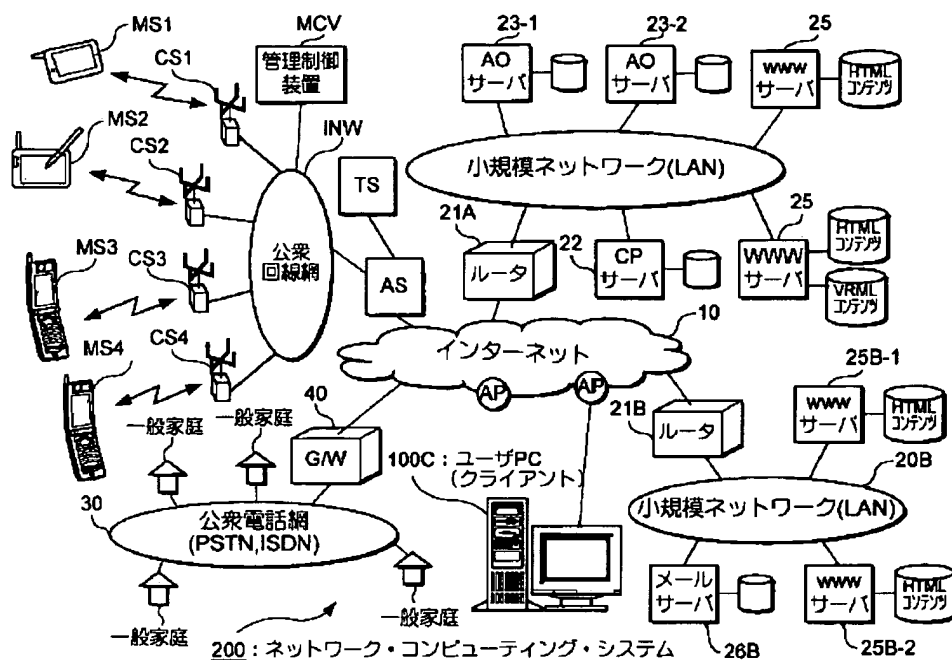 MS1
CS1
MCV
管理制御
装置
23-1
AO
サーバ
23-2
AO
サーバ
25
WWW
サーバ
HTML
コンテンツ
MS2
CS2
INW
TS
小規模ネットワーク(LAN)
21A
ルータ
22
CP
サーバ
25
WWW
サーバ
HTML
コンテンツ
VRML
コンテンツ
MS3
CS3
公衆
回線網
AS
10
インターネット
AP
AP
MS4
CS4
一般家庭
一般家庭
40
G/W
100C：ユーザPC
(クライアント)
21B
ルータ
25B-1
WWW
サーバ
HTML
コンテンツ
20B
小規模ネットワーク(LAN)
30
公衆電話網
(PSTN,ISDN)
一般家庭
一般家庭
メール
サーバ
26B
WWW
サーバ
HTML
コンテンツ
25B-2
200：ネットワーク・コンピューティング・システム